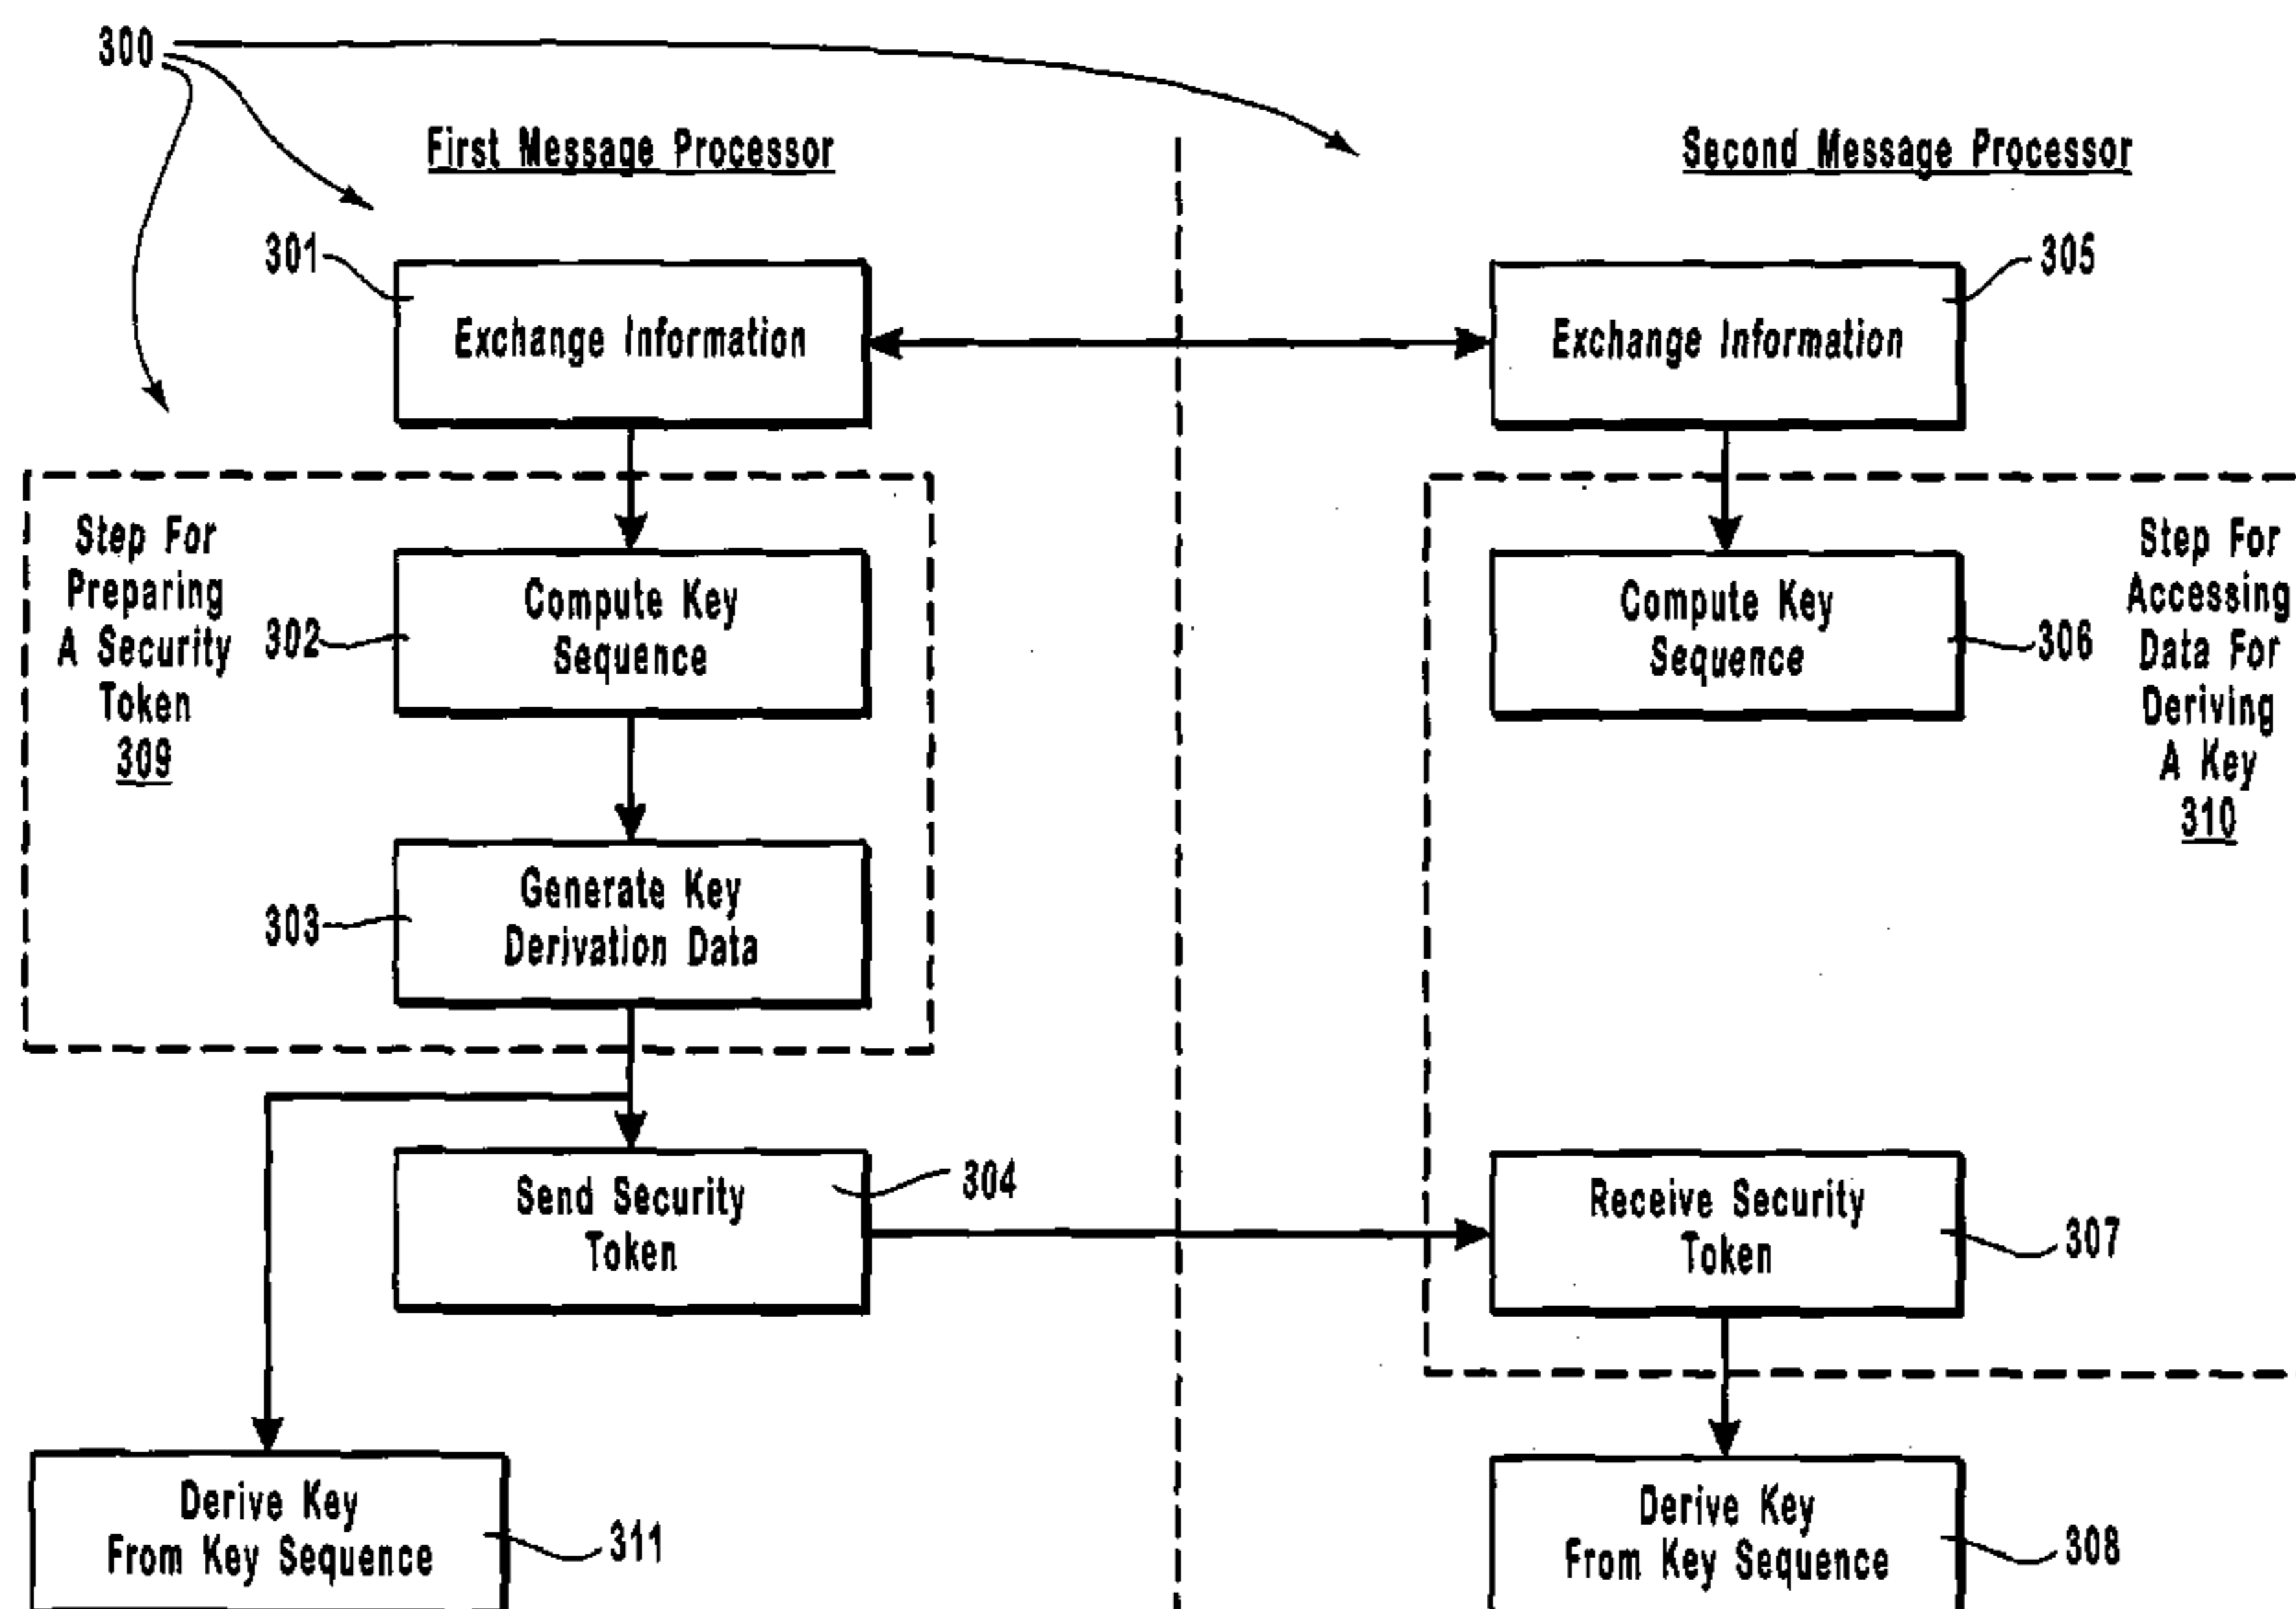 300
First Message Processor
Second Message Processor
301
Exchange Information
305
Exchange Information
Step For
Preparing
A Security
Token
309
302
Compute Key
Sequence
Compute Key
Sequence
306
Step For
Accessing
Data For
Deriving
A Key
310
303
Generate Key
Derivation Data
Send Security
Token
304
Receive Security
Token
307
Derive Key
From Key Sequence
311
Derive Key
From Key Sequence
308